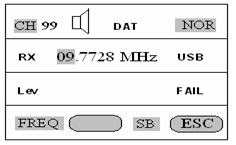 CH 99 DAT NOR
RX 09.7728 MHz USB
Lev FAIL
FREQ SB ESC